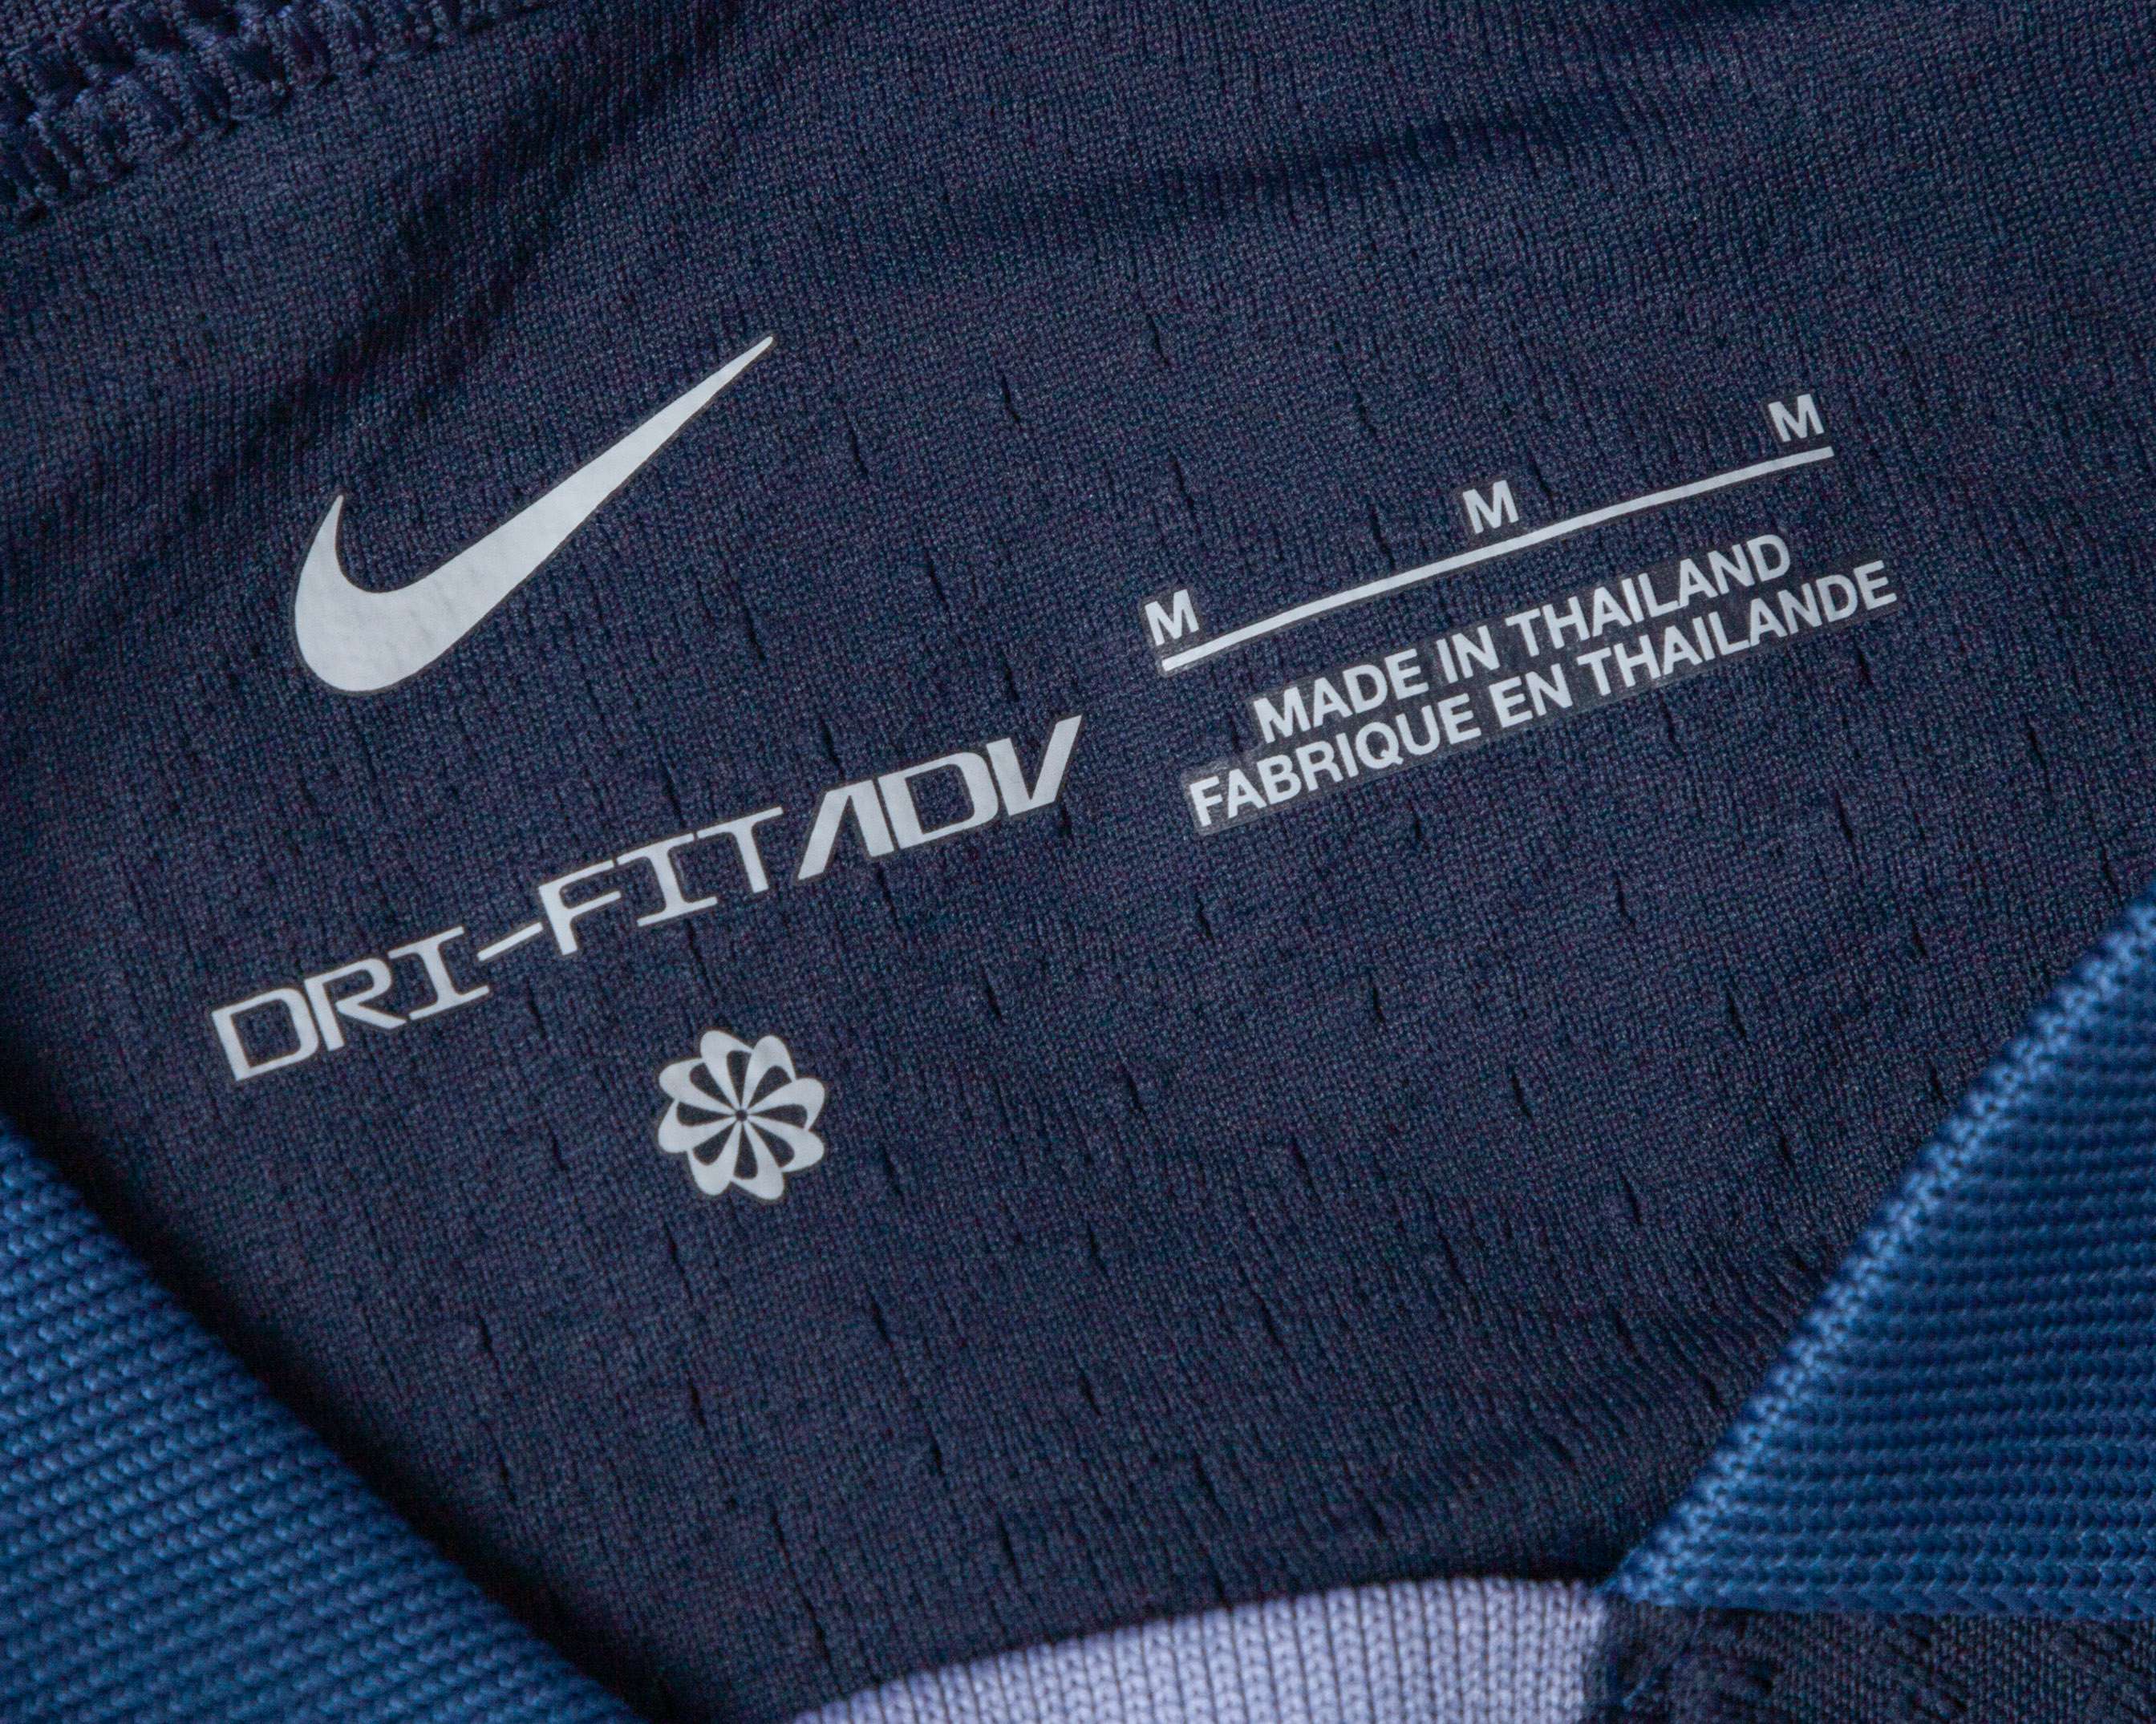 DRI-FIT ADV
M M M
MADE IN THAILAND
FABRIQUE EN THAILANDE